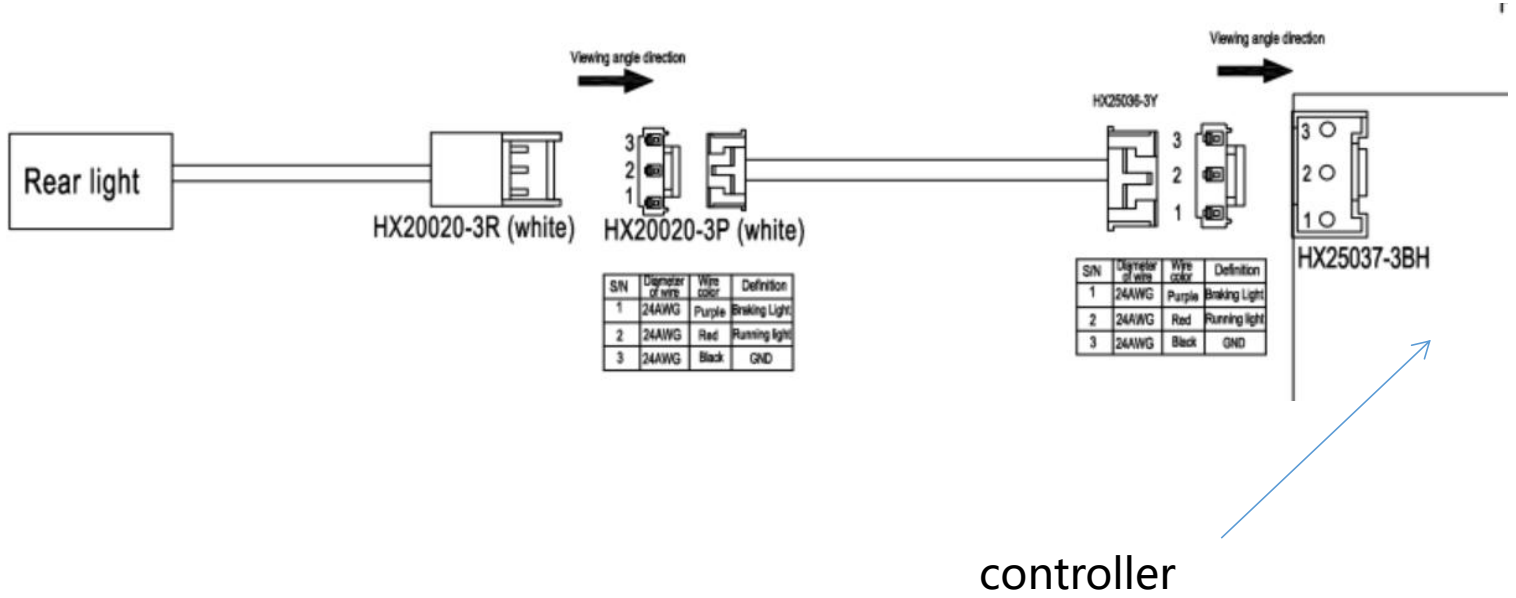 Viewing angle direction
Viewing angle direction
HX25036-3Y
Rear light
3
2
1
3
2
1
3
2
1
HX20020-3R (white)
HX20020-3P (white)
HX25037-3BH
S/N Diameter of wire Wire color Definition
1 24AWG Purple Braking Light
2 24AWG Red Running light
3 24AWG Black GND
S/N Diameter of wire Wire color Definition
1 24AWG Purple Braking Light
2 24AWG Red Running light
3 24AWG Black GND
controller